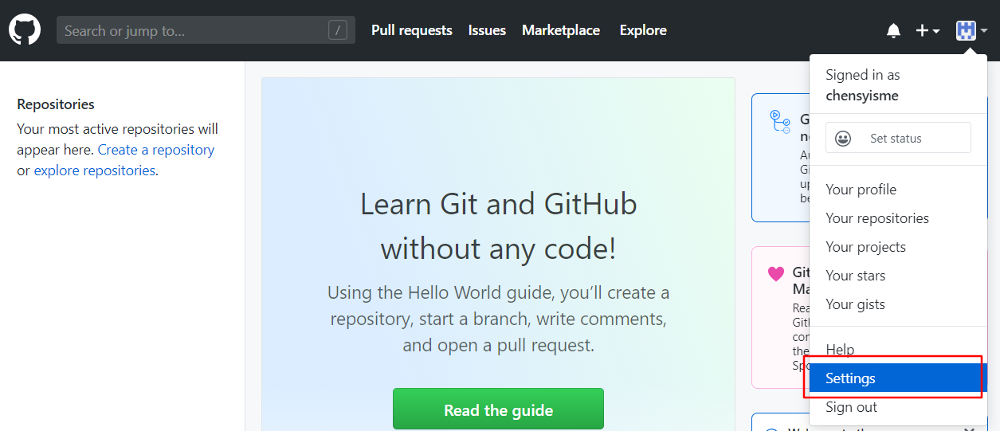 Search or jump to... /
Pull requests
Issues
Marketplace
Explore
Repositories
Your most active repositories will
appear here. Create a repository
or explore repositories.
Learn Git and GitHub
without any code!
Using the Hello World guide, you’ll create a
repository, start a branch, write comments,
and open a pull request.
Read the guide
Signed in as
chensyisme
Set status
Your profile
Your repositories
Your projects
Your stars
Your gists
Help
Settings
Sign out